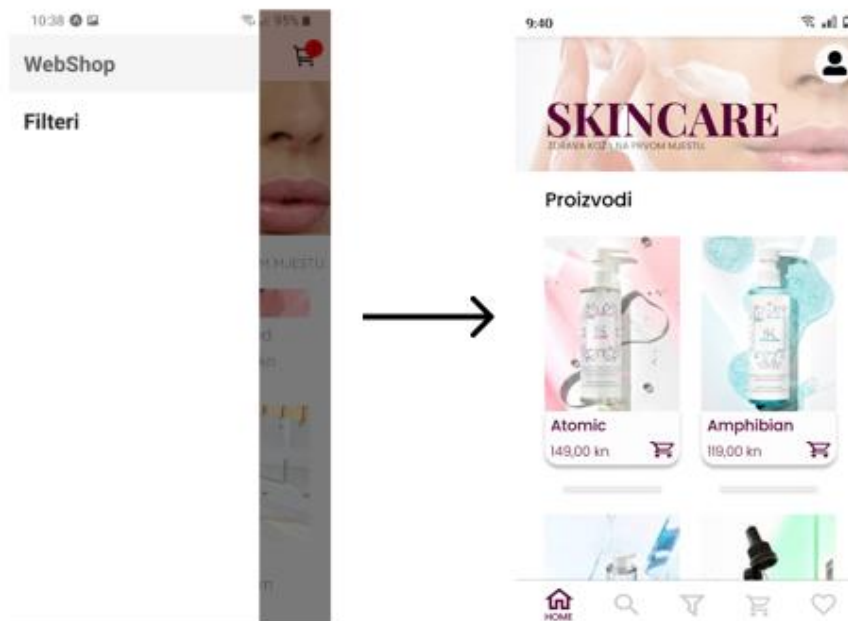 10:38
95%
WebShop
Filteri
M MJESTU
9:40
SKINCARE
ZDRAVA KOŽA NA PRVOM MJESTU.
Proizvodi
Atomic
149,00 kn
Amphibian
119,00 kn
HOME